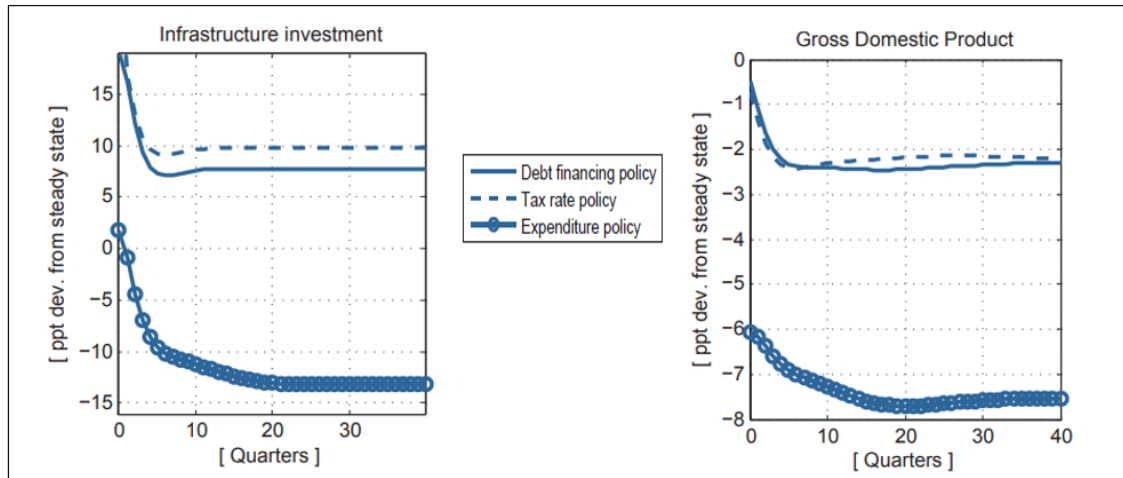 Infrastructure investment
[ ppt dev. from steady state ]
15
10
5
0
−5
−10
−15
0
10
20
30
[ Quarters ]
Debt financing policy
Tax rate policy
Expenditure policy
Gross Domestic Product
[ ppt dev. from steady state ]
0
−1
−2
−3
−4
−5
−6
−7
−8
0
10
20
30
40
[ Quarters ]